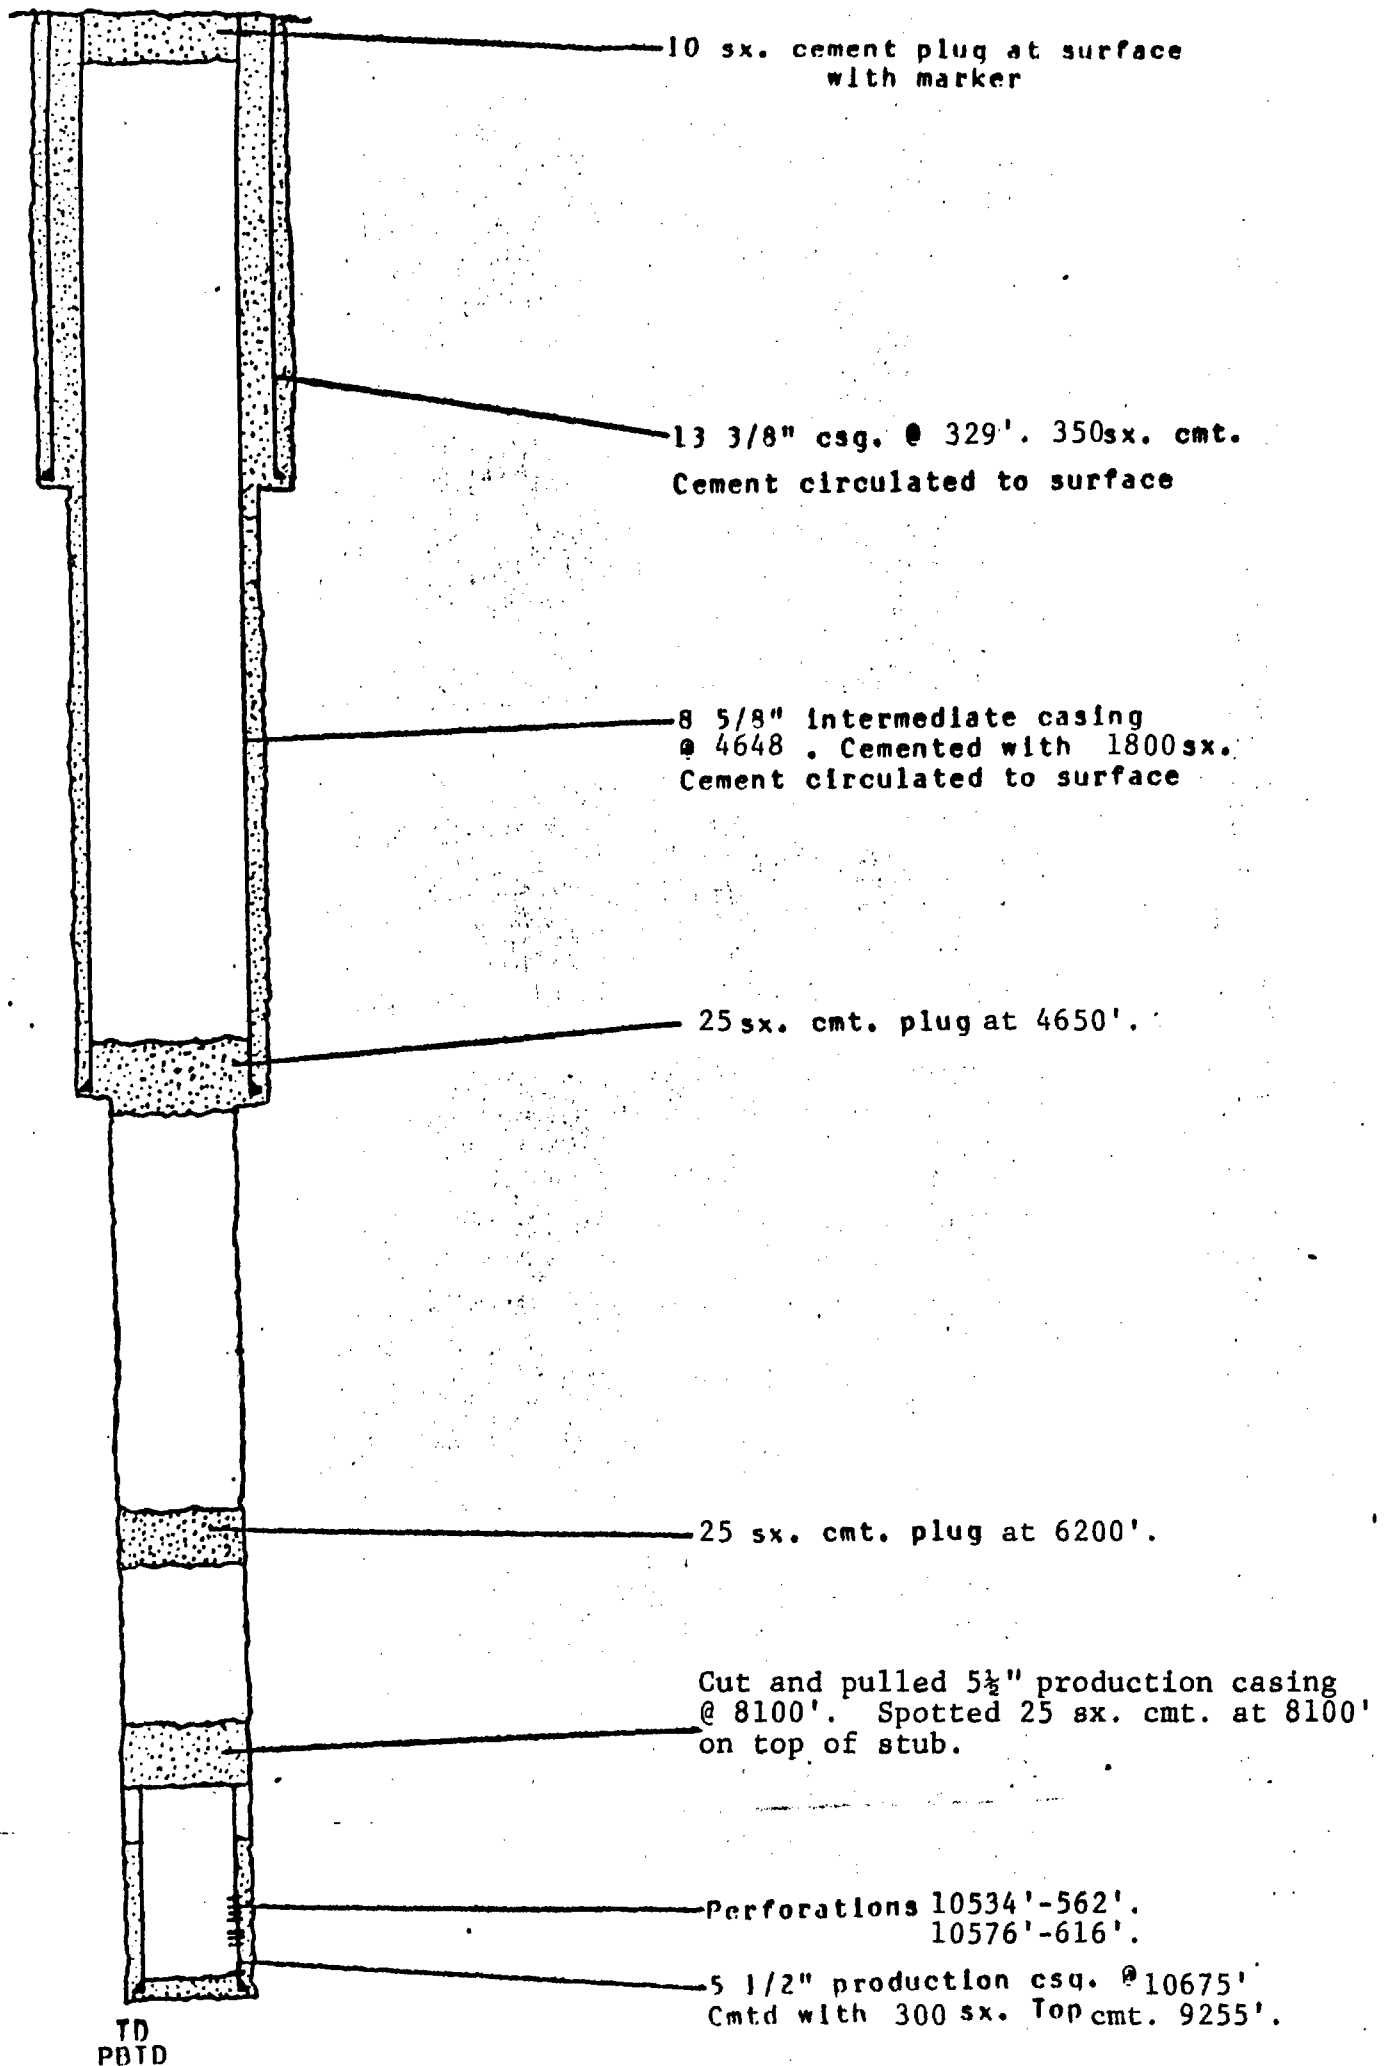 10 sx. cement plug at surface
with marker
13 3/8" csg. @ 329'. 350sx. cmt.
Cement circulated to surface
8 5/8" intermediate casing
@ 4648 . Cemented with 1800 sx.
Cement circulated to surface
25 sx. cmt. plug at 4650'.
25 sx. cmt. plug at 6200'.
Cut and pulled 5½" production casing
@ 8100'. Spotted 25 sx. cmt. at 8100'
on top of stub.
Perforations 10534'-562'.
10576'-616'.
5 1/2" production csg. @ 10675'
Cmtd with 300 sx. Top cmt. 9255'.
TD
PBTD